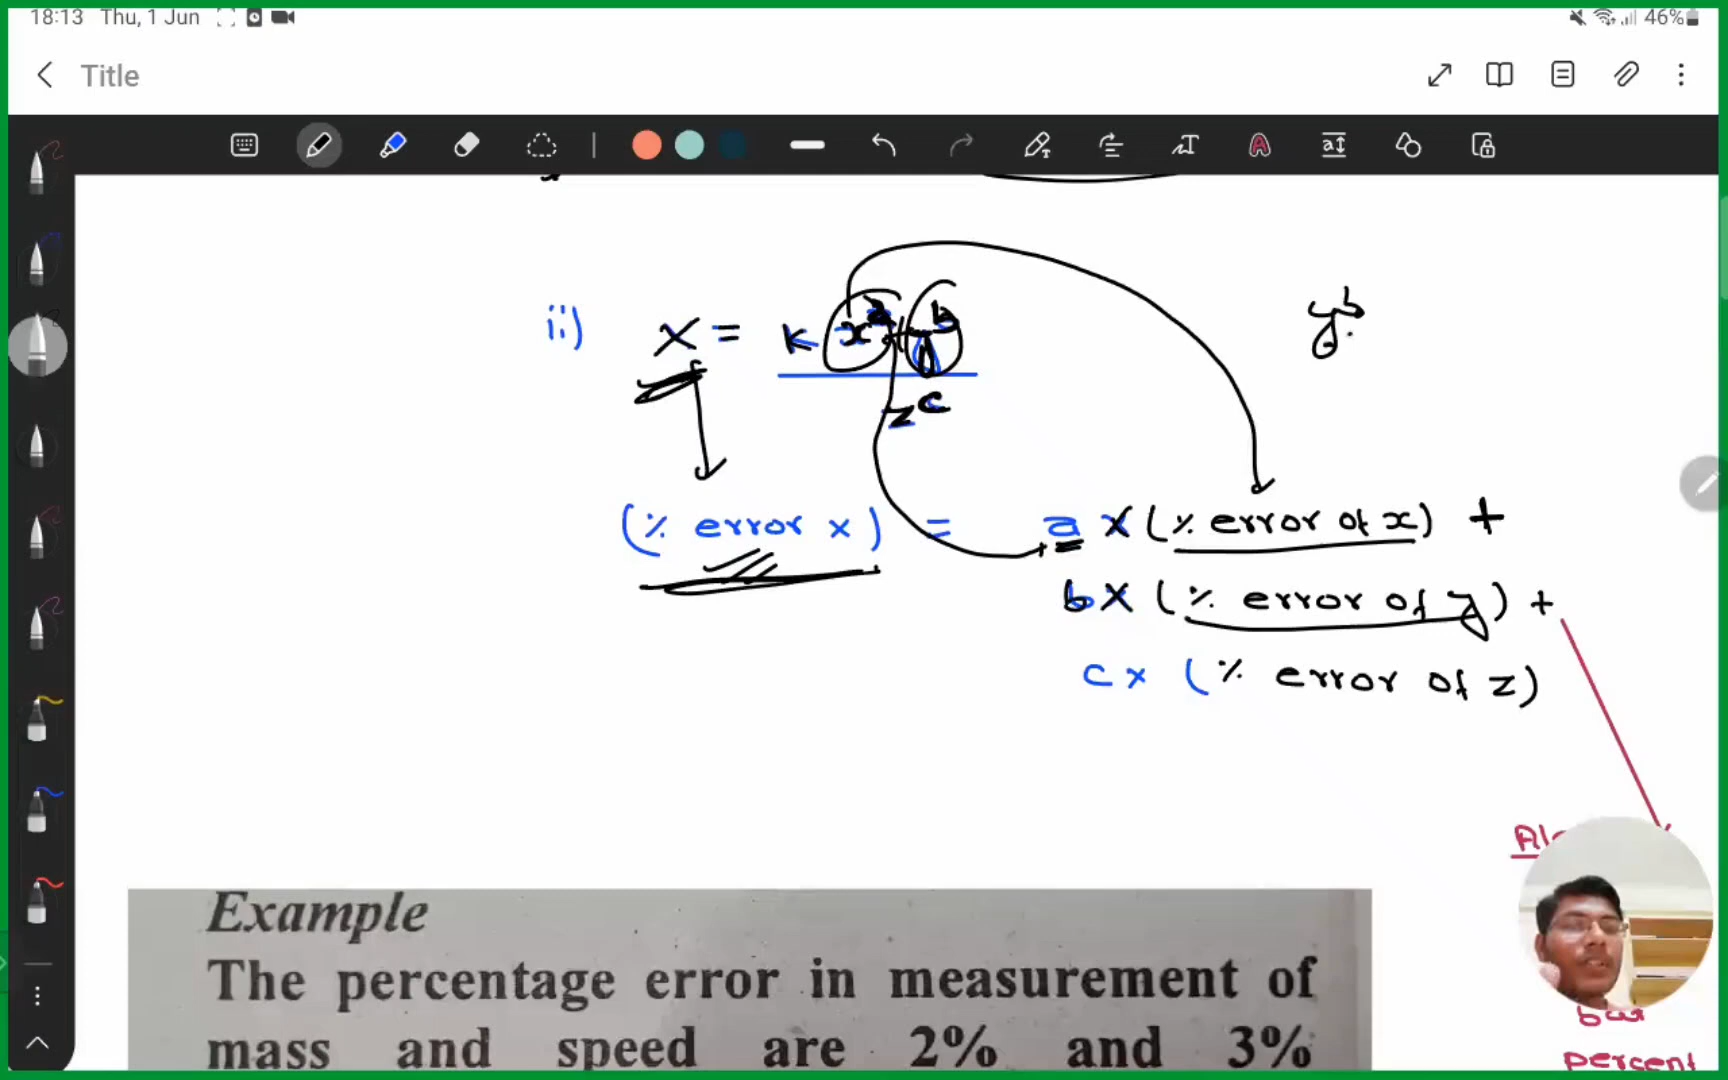 18:13 Thu, 1 Jun 46%
Title
ii) X = k x^a y^b
z^c
y^b
(% error x) = a x (% error of x) +
b x (% error of y) +
c x (% error of z)
Example
The percentage error in measurement of
mass and speed are 2% and 3%
percent